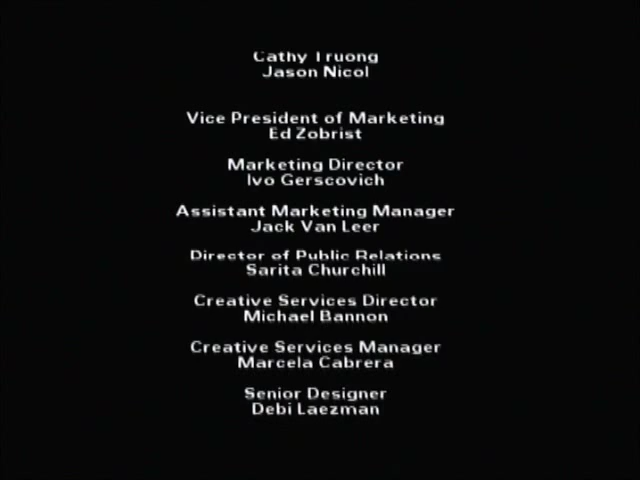 Cathy Truong
Jason Nicol
Vice President of Marketing
Ed Zobrist
Marketing Director
Ivo Gerscovich
Assistant Marketing Manager
Jack Van Leer
Director of Public Relations
Sarita Churchill
Creative Services Director
Michael Bannon
Creative Services Manager
Marcela Cabrera
Senior Designer
Debi Laezman